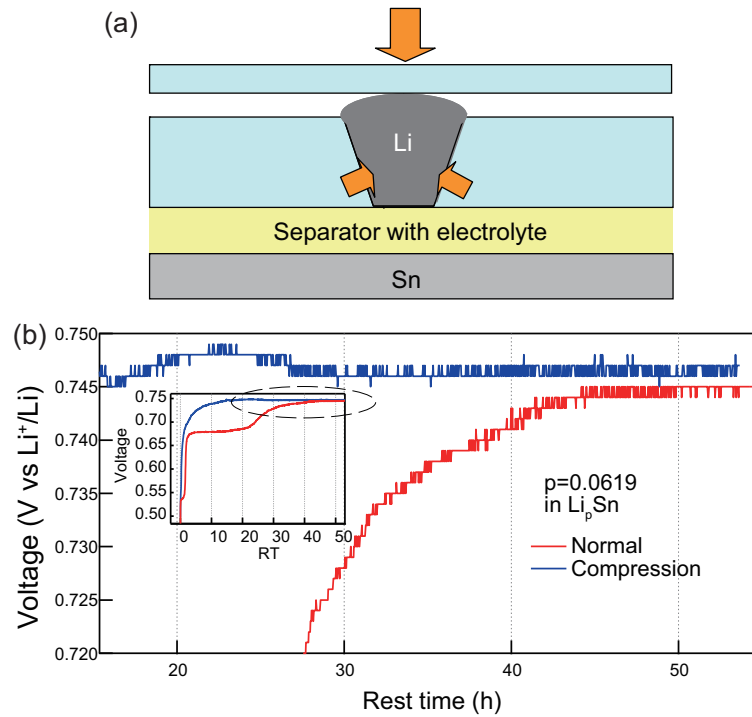 (a)
Li
Separator with electrolyte
Sn
(b)
0.750
0.745
0.740
0.735
0.730
0.725
0.720
Voltage (V vs Li⁺/Li)
20
30
40
50
Rest time (h)
0.75
0.70
0.65
0.60
0.55
0.50
Voltage
0
10
20
30
40
50
RT
p=0.0619
in LiₚSn
Normal
Compression